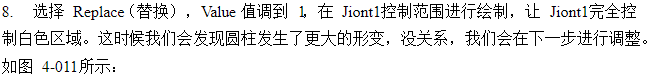 8. 选择 Replace（替换）, Value 值调到 1, 在 Jiont1控制范围进行绘制，让 Jiont1完全控
制白色区域。这时候我们会发现圆柱发生了更大的形变，没关系，我们会在下一步进行调整。
如图 4-011所示：